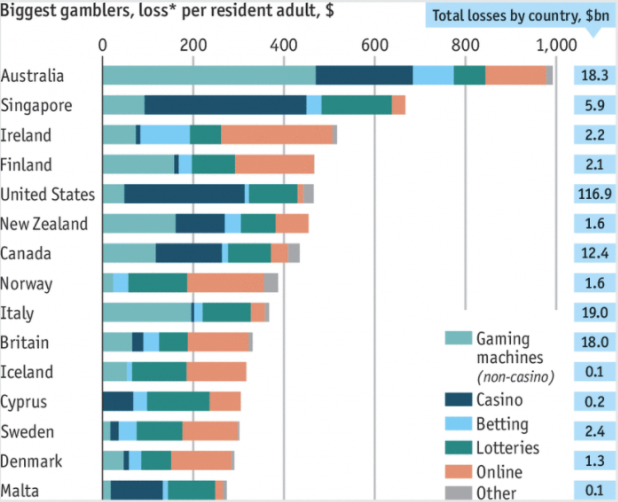 Biggest gamblers, loss* per resident adult, $
Total losses by country, $bn
0 200 400 600 800 1,000
Australia 18.3
Singapore 5.9
Ireland 2.2
Finland 2.1
United States 116.9
New Zealand 1.6
Canada 12.4
Norway 1.6
Italy 19.0
Britain 18.0
Iceland 0.1
Cyprus 0.2
Sweden 2.4
Denmark 1.3
Malta 0.1
Gaming
machines
(non-casino)
Casino
Betting
Lotteries
Online
Other